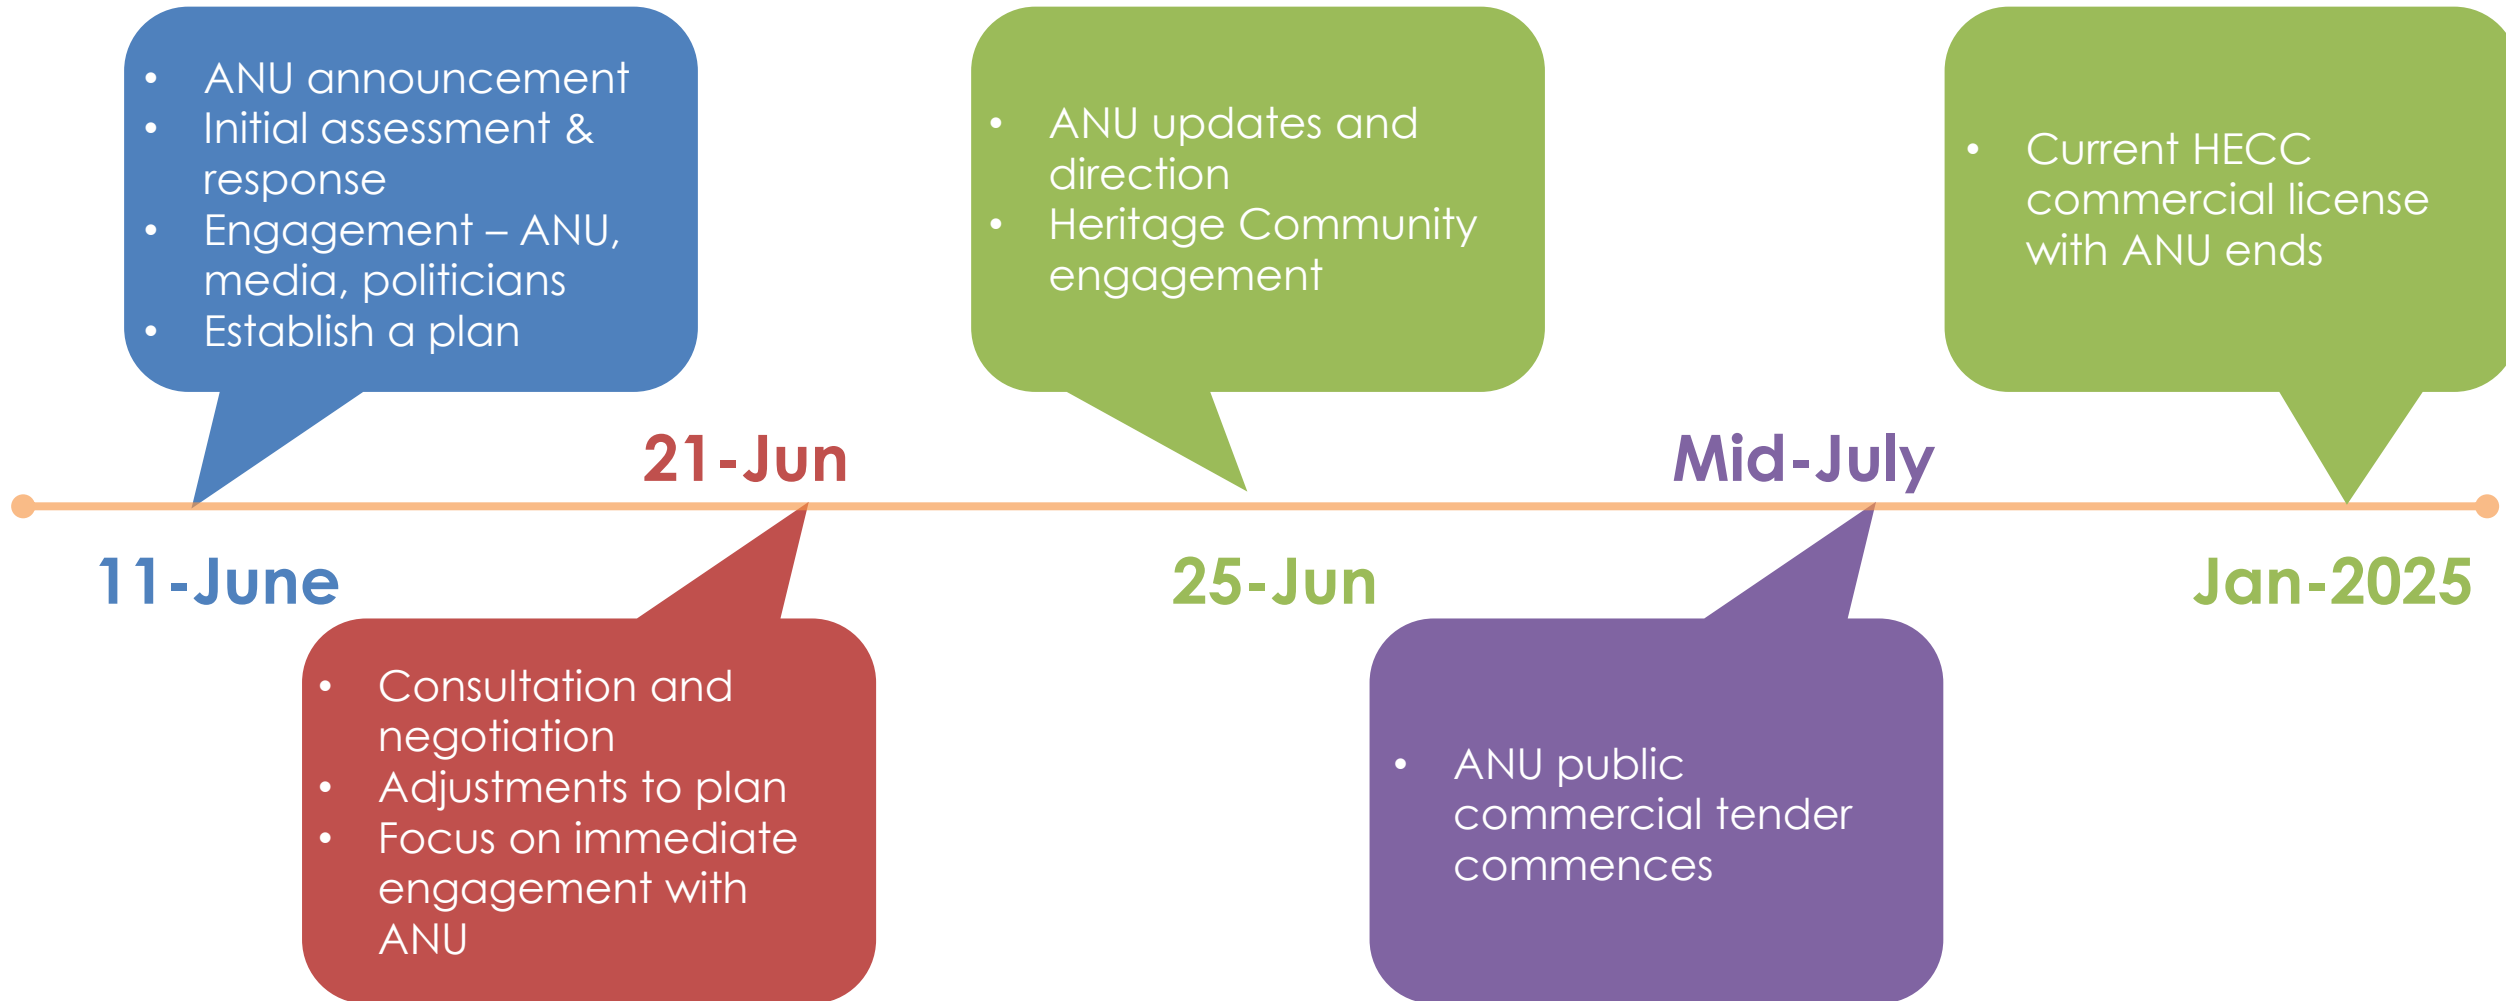 • ANU announcement
• Initial assessment &
response
• Engagement – ANU,
media, politicians
• Establish a plan
11-June
21-Jun
• Consultation and
negotiation
• Adjustments to plan
• Focus on immediate
engagement with
ANU
• ANU updates and
direction
• Heritage Community
engagement
25-Jun
Mid-July
• ANU public
commercial tender
commences
• Current HECC
commercial license
with ANU ends
Jan-2025